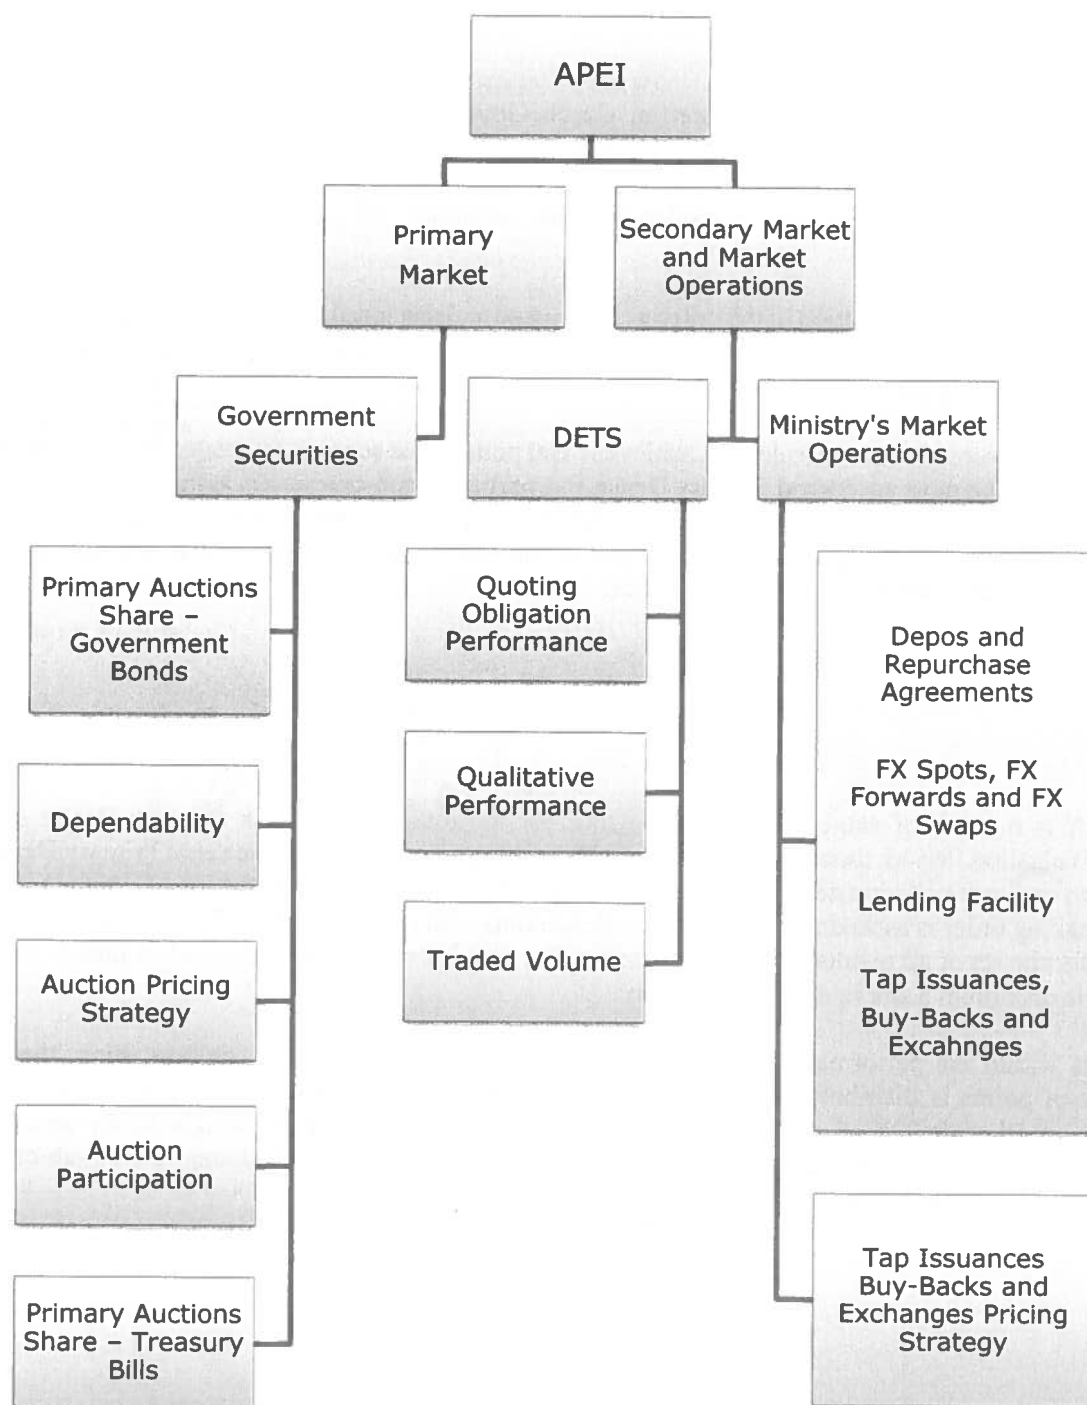 APEI
Primary
Market
Secondary Market
and Market
Operations
Government
Securities
DETS
Ministry's Market
Operations
Primary Auctions
Share –
Government
Bonds
Dependability
Auction Pricing
Strategy
Auction
Participation
Primary Auctions
Share – Treasury
Bills
Quoting
Obligation
Performance
Qualitative
Performance
Traded Volume
Depos and
Repurchase
Agreements
FX Spots, FX
Forwards and FX
Swaps
Lending Facility
Tap Issuances,
Buy-Backs and
Excahnges
Tap Issuances
Buy-Backs and
Exchanges Pricing
Strategy